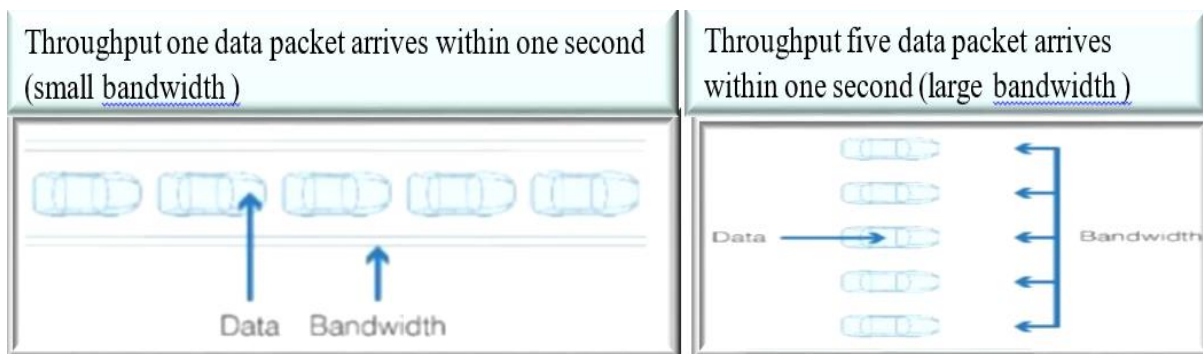 Throughput one data packet arrives within one second
(small bandwidth )
Data Bandwidth
Throughput five data packet arrives
within one second (large bandwidth )
Data
Bandwidth